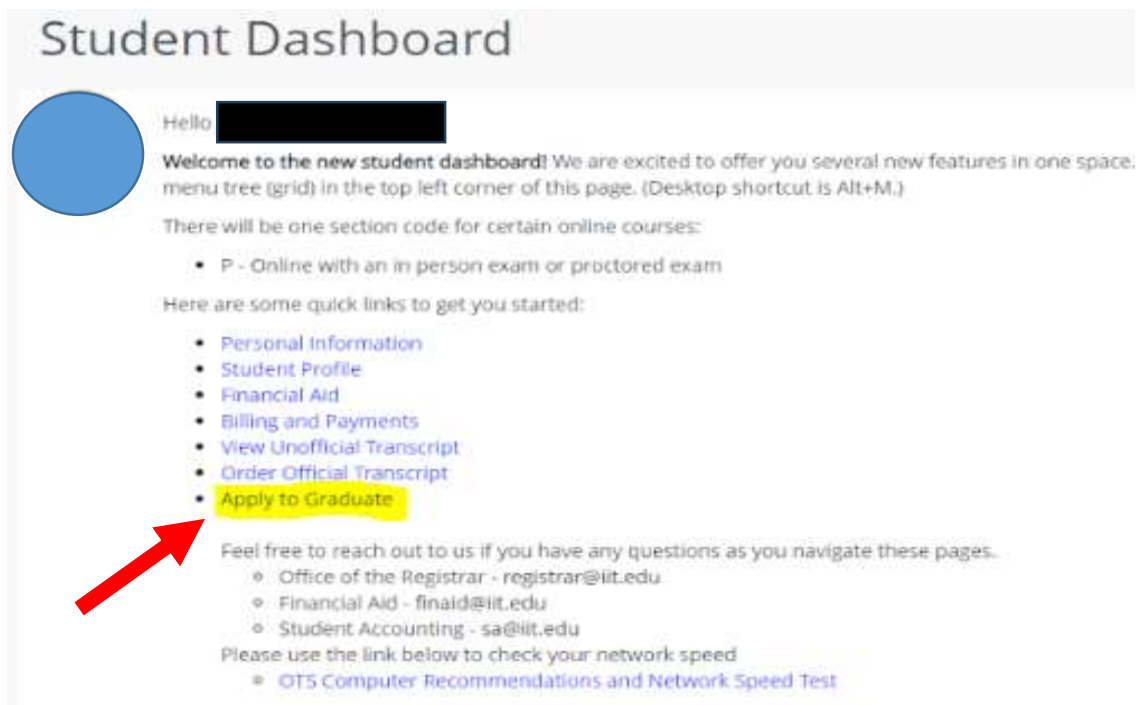 Student Dashboard
Hello
Welcome to the new student dashboard! We are excited to offer you several new features in one space.
menu tree (grid) in the top left corner of this page. (Desktop shortcut is Alt+M.)
There will be one section code for certain online courses:
• P - Online with an in person exam or proctored exam
Here are some quick links to get you started:
• Personal Information
• Student Profile
• Financial Aid
• Billing and Payments
• View Unofficial Transcript
• Order Official Transcript
• Apply to Graduate
Feel free to reach out to us if you have any questions as you navigate these pages.
◦ Office of the Registrar - registrar@iit.edu
◦ Financial Aid - finaid@iit.edu
◦ Student Accounting - sa@iit.edu
Please use the link below to check your network speed
◦ OTS Computer Recommendations and Network Speed Test